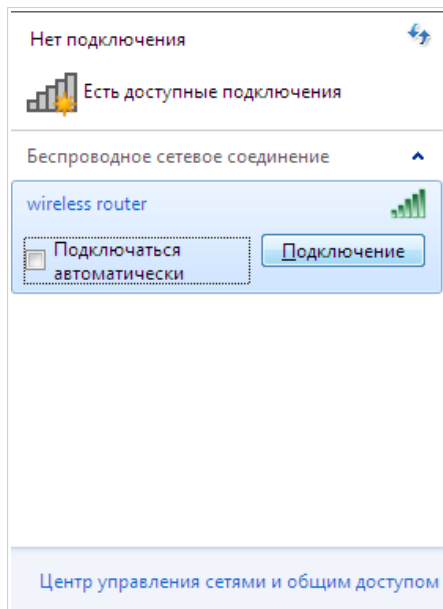 Нет подключения
Есть доступные подключения
Беспроводное сетевое соединение
wireless router
Подключаться
автоматически
Подключение
Центр управления сетями и общим доступом